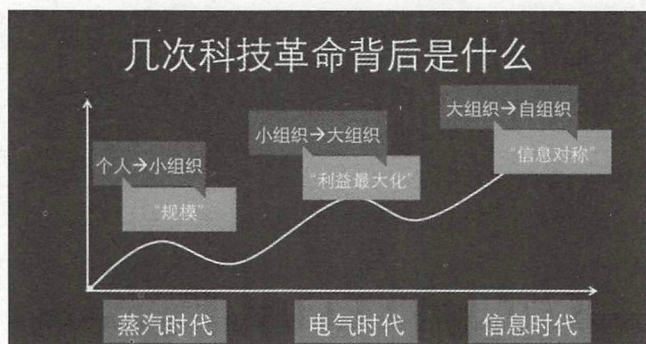 几次科技革命背后是什么
大组织→自组织
“信息对称”
小组织→大组织
“利益最大化”
个人→小组织
“规模”
蒸汽时代
电气时代
信息时代